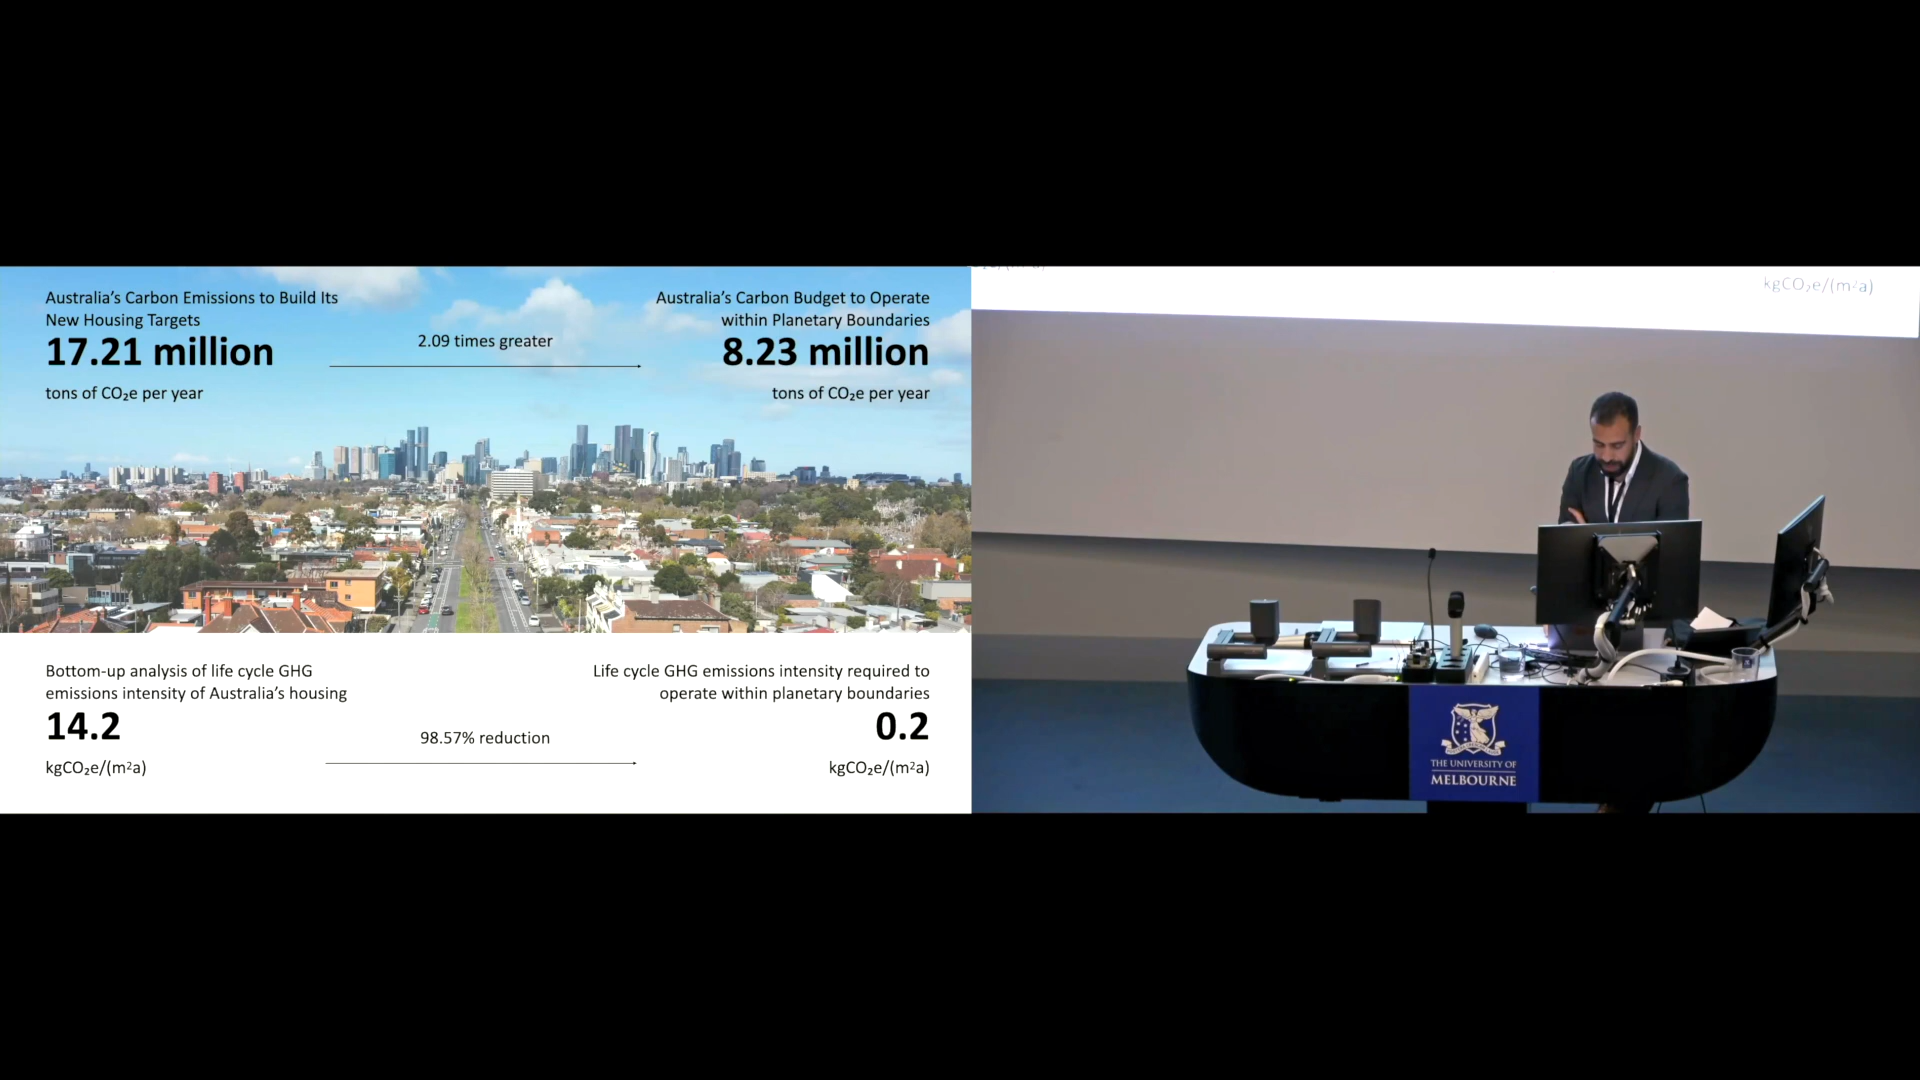 Australia's Carbon Emissions to Build Its
New Housing Targets
17.21 million
tons of CO₂e per year
2.09 times greater
Australia's Carbon Budget to Operate
within Planetary Boundaries
8.23 million
tons of CO₂e per year
Bottom-up analysis of life cycle GHG
emissions intensity of Australia's housing
14.2
kgCO₂e/(m²a)
98.57% reduction
Life cycle GHG emissions intensity required to
operate within planetary boundaries
0.2
kgCO₂e/(m²a)
kgCO₂e/(m²a)
THE UNIVERSITY OF
MELBOURNE